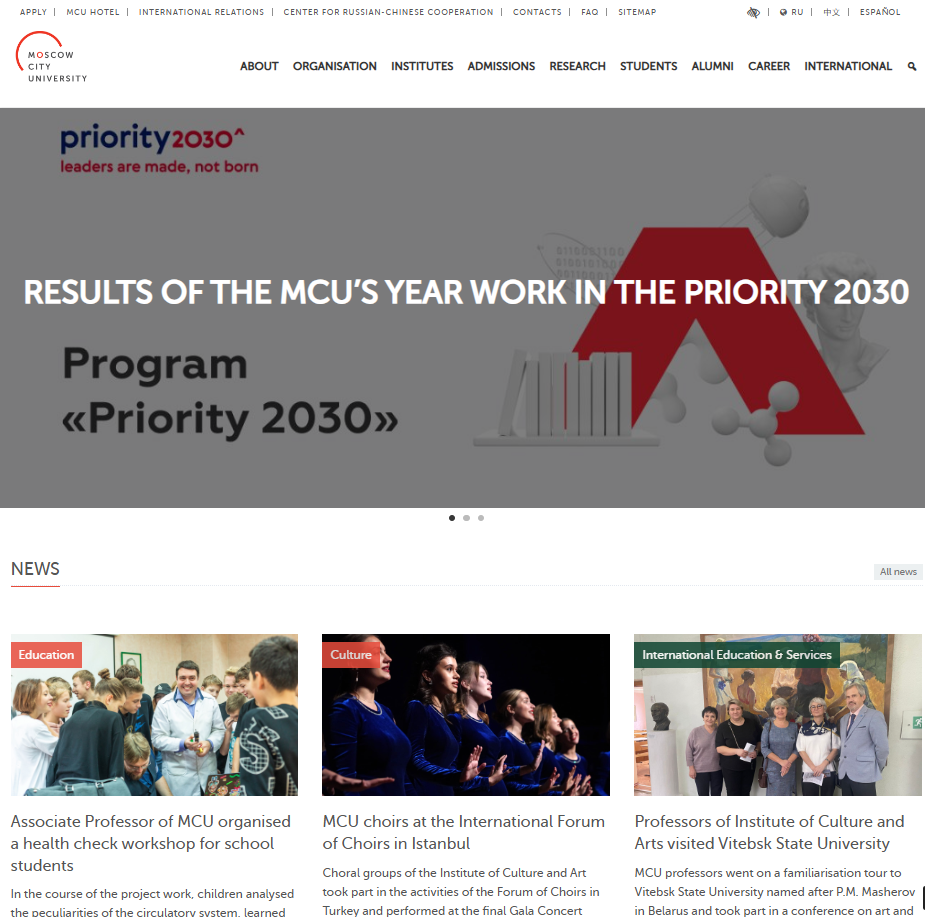 APPLY | MCU HOTEL | INTERNATIONAL RELATIONS | CENTER FOR RUSSIAN-CHINESE COOPERATION | CONTACTS | FAQ | SITEMAP | RU | 中文 | ESPAÑOL
MOSCOW
CITY
UNIVERSITY
ABOUT ORGANISATION INSTITUTES ADMISSIONS RESEARCH STUDENTS ALUMNI CAREER INTERNATIONAL
priority2030^
leaders are made, not born
RESULTS OF THE MCU'S YEAR WORK IN THE PRIORITY 2030
Program
«Priority 2030»
NEWS
All news
Education
Associate Professor of MCU organised
a health check workshop for school
students
In the course of the project work, children analysed
the peculiarities of the circulatory system, learned
Culture
MCU choirs at the International Forum
of Choirs in Istanbul
Choral groups of the Institute of Culture and Art
took part in the activities of the Forum of Choirs in
Turkey and performed at the final Gala Concert
International Education & Services
Professors of Institute of Culture and
Arts visited Vitebsk State University
MCU professors went on a familiarisation tour to
Vitebsk State University named after P.M. Masherov
in Belarus and took part in a conference on art and